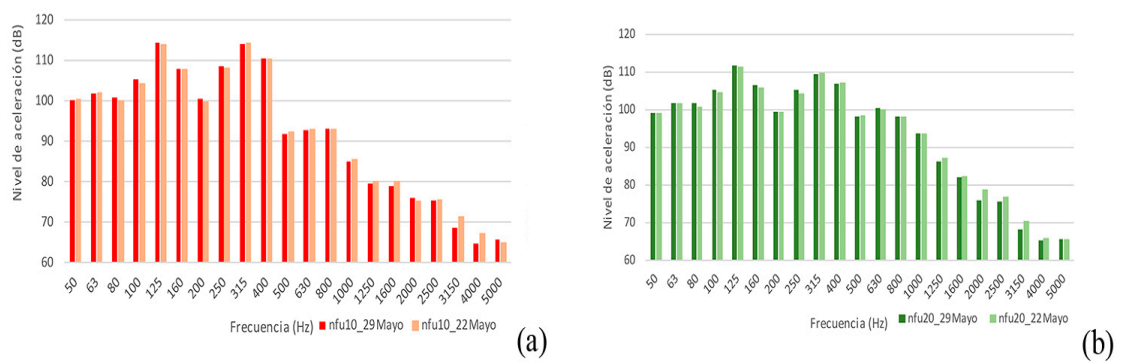 Nivel de aceleración (dB)
120
110
100
90
80
70
60
50 63 80 100 125 160 200 250 315 400 500 630 800 1000 1250 1600 2000 2500 3150 4000 5000
Frecuencia (Hz) nfu10_29Mayo nfu10_22Mayo
(a)
Nivel de aceleración (dB)
120
110
100
90
80
70
60
50 63 80 100 125 160 200 250 315 400 500 630 800 1000 1250 1600 2000 2500 3150 4000 5000
Frecuencia (Hz) nfu20_29Mayo nfu20_22Mayo
(b)